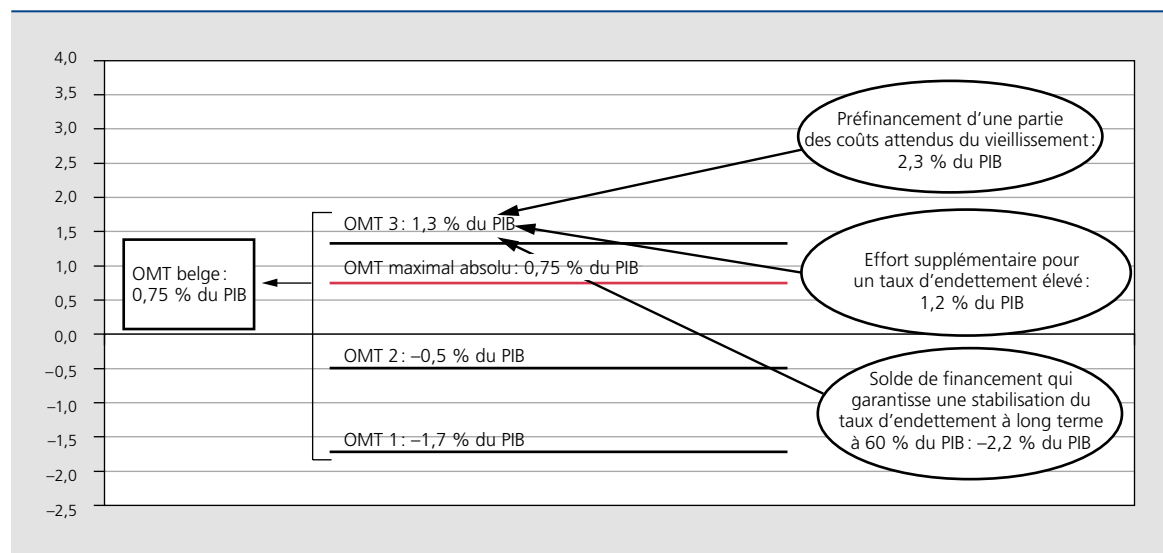 4,0
3,5
3,0
2,5
2,0
1,5
1,0
0,5
0,0
–0,5
–1,0
–1,5
–2,0
–2,5
OMT belge :
0,75 % du PIB
OMT 3 : 1,3 % du PIB
OMT maximal absolu : 0,75 % du PIB
OMT 2 : –0,5 % du PIB
OMT 1 : –1,7 % du PIB
Préfinancement d'une partie
des coûts attendus du vieillissement :
2,3 % du PIB
Effort supplémentaire pour
un taux d'endettement élevé :
1,2 % du PIB
Solde de financement qui
garantisse une stabilisation du
taux d'endettement à long terme
à 60 % du PIB : –2,2 % du PIB